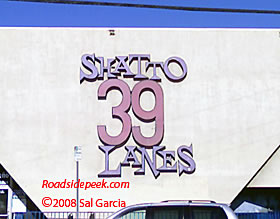 SHATTO
39
LANES
Roadsidepeek.com
©2008 Sal Garcia